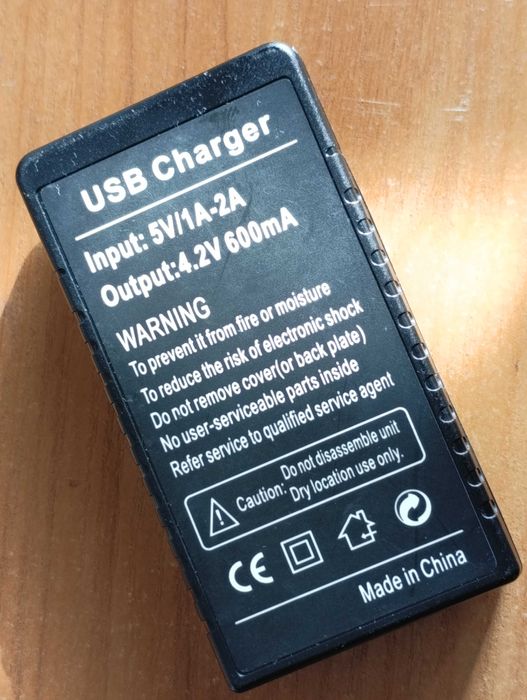 USB Charger
Input: 5V/1A-2A
Output:4.2V 600mA
WARNING
To prevent it from fire or moisture
To reduce the risk of electronic shock
Do not remove cover(or back plate)
No user-serviceable parts inside
Refer service to qualified service agent
Caution: Do not disassemble unit
Dry location use only.
CE
Made in China